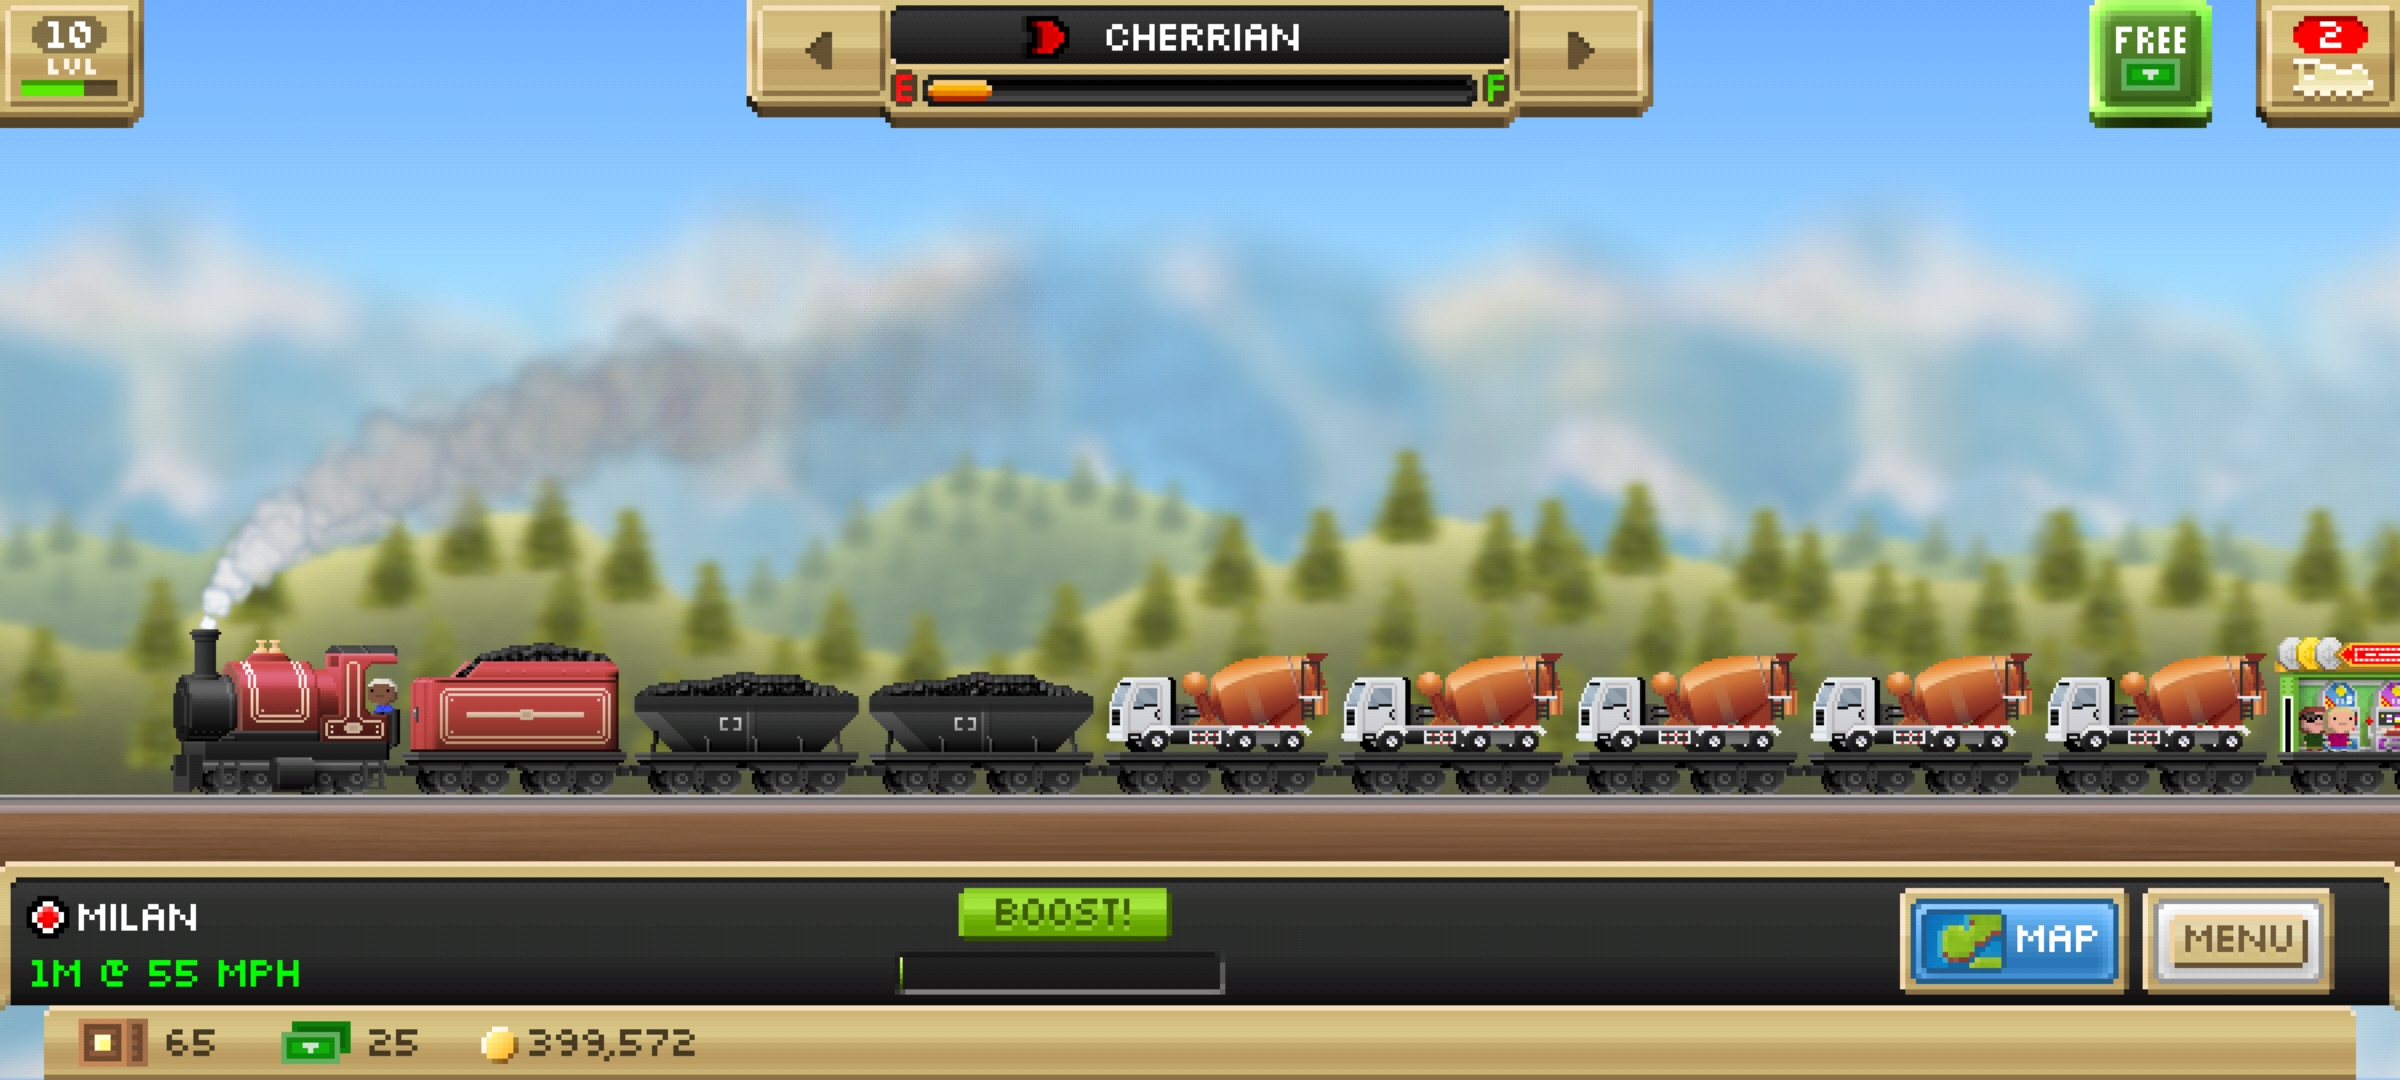 10
LVL
CHERRIAN
E F
FREE
2
MILAN
1M @ 55 MPH
BOOST!
MAP
MENU
65
25
399,572